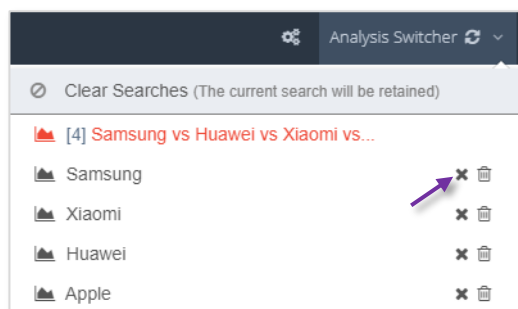 Analysis Switcher
Clear Searches (The current search will be retained)
[4] Samsung vs Huawei vs Xiaomi vs...
Samsung
Xiaomi
Huawei
Apple